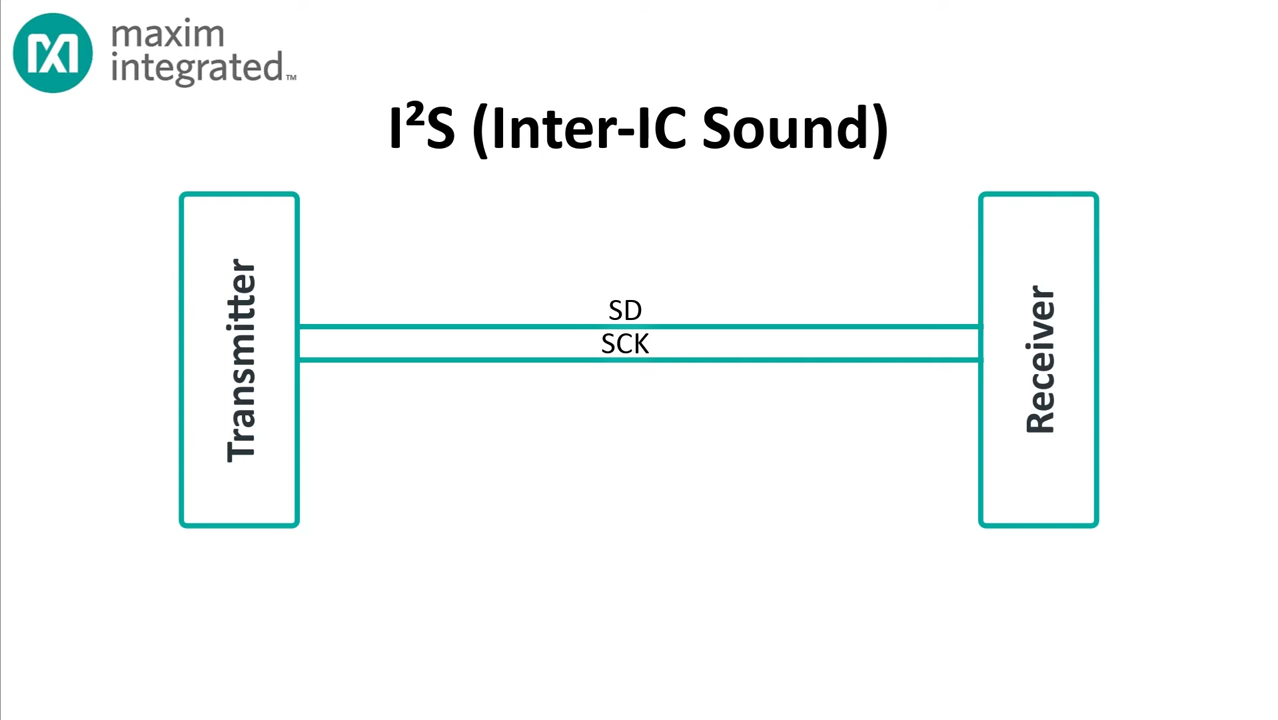 maxim
integrated™
I²S (Inter-IC Sound)
Transmitter
SD
SCK
Receiver